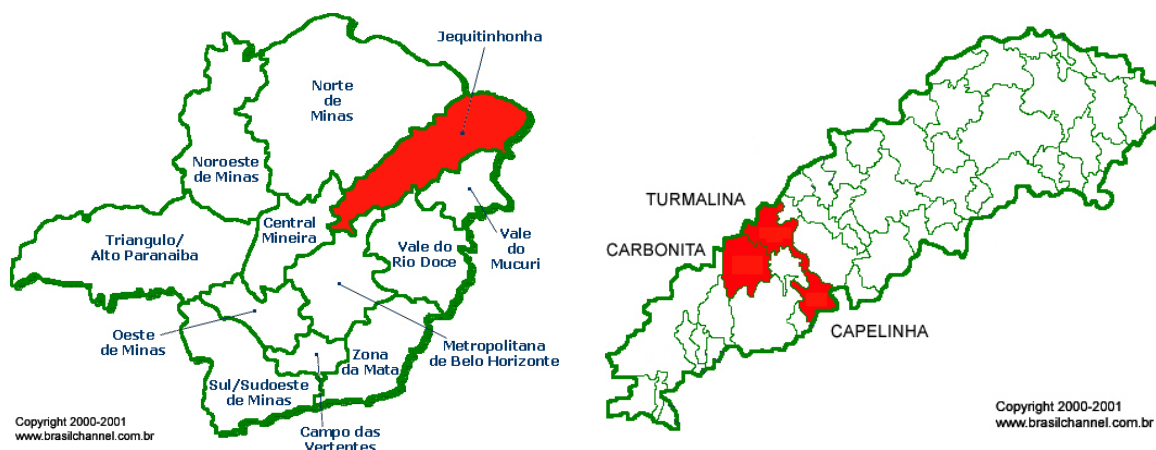 Jequitinhonha
Norte
de
Minas
Noroeste
de Minas
Central
Mineira
Triangulo/
Alto Paranaiba
Vale do
Rio Doce
Vale
do
Mucuri
Oeste
de Minas
Zona
da Mata
Metropolitana
de Belo Horizonte
Sul/Sudoeste
de Minas
Campo das
Vertentes
Copyright 2000-2001
www.brasilchannel.com.br
TURMALINA
CARBONITA
CAPELINHA
Copyright 2000-2001
www.brasilchannel.com.br